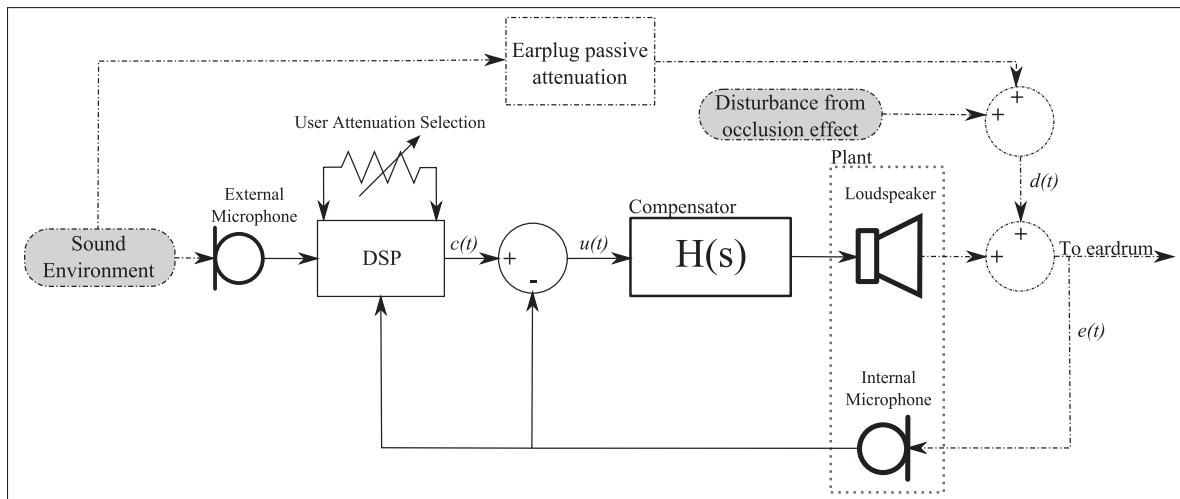 Earplug passive
attenuation
Disturbance from
occlusion effect
+
+
User Attenuation Selection
Plant
d(t)
External
Microphone
Compensator
Loudspeaker
Sound
Environment
DSP
c(t)
+
-
u(t)
H(s)
+
+
To eardrum
e(t)
Internal
Microphone